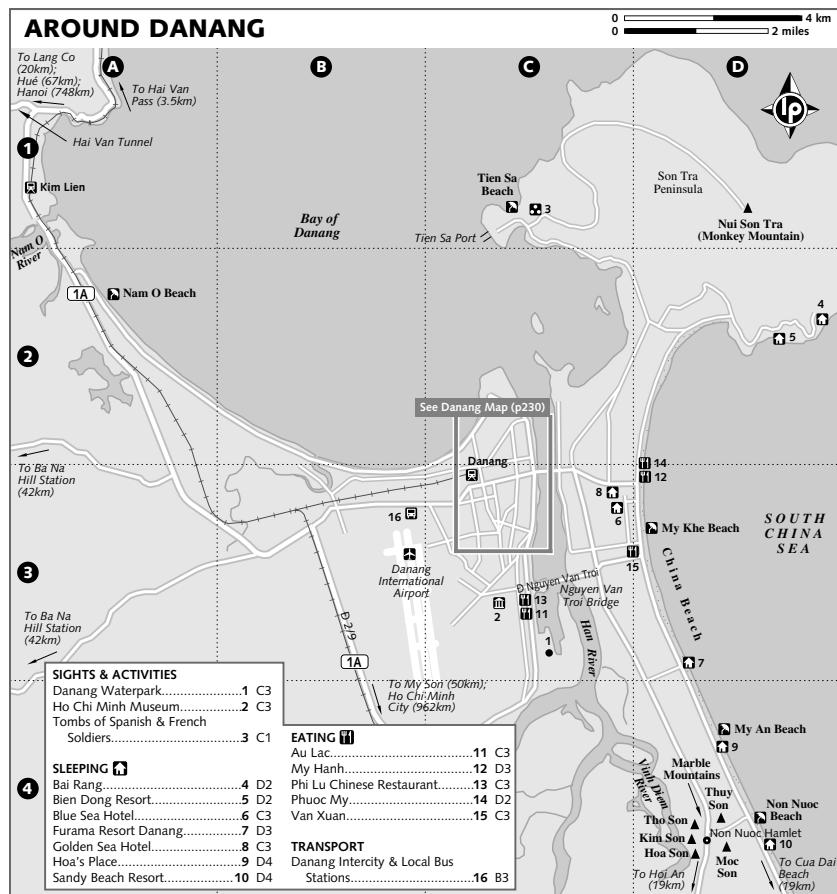 AROUND DANANG
0 4 km
0 2 miles
A
B
C
D
1
2
3
4
To Lang Co
(20km);
Hué (67km);
Hanoi (748km)
To Hai Van
Pass (3.5km)
Hai Van Tunnel
Kim Lien
Nam O
River
1A
Nam O Beach
Bay of
Danang
Tien Sa
Beach
3
Tien Sa Port
Son Tra
Peninsula
Nui Son Tra
(Monkey Mountain)
lp
4
5
See Danang Map (p230)
Danang
To Ba Na
Hill Station
(42km)
16
14
12
8
6
My Khe Beach
SOUTH
CHINA
SEA
15
China Beach
Danang
International
Airport
Đ Nguyen Van Troi
Nguyen Van
Troi Bridge
2
13
11
1
Han River
Đ 2/9
1A
To Ba Na
Hill Station
(42km)
To My Son (50km);
Ho Chi Minh
City (962km)
7
My An Beach
9
Marble
Mountains
Vinh Diem
River
Thuy
Son
Non Nuoc
Beach
Tho Son
Kim Son
Non Nuoc Hamlet
Hoa Son
10
Moc
Son
To Hoi An
(19km)
To Cua Dai
Beach
(19km)
SIGHTS & ACTIVITIES
Danang Waterpark........................1 C3
Ho Chi Minh Museum..................2 C3
Tombs of Spanish & French
Soldiers................................3 C1
SLEEPING
Bai Rang......................................4 D2
Bien Dong Resort........................5 D2
Blue Sea Hotel............................6 C3
Furama Resort Danang................7 D3
Golden Sea Hotel........................8 C3
Hoa's Place.................................9 D4
Sandy Beach Resort...................10 D4
EATING
Au Lac.......................................11 C3
My Hanh...................................12 D3
Phi Lu Chinese Restaurant.........13 C3
Phuoc My..................................14 D2
Van Xuan..................................15 C3
TRANSPORT
Danang Intercity & Local Bus
Stations................................16 B3